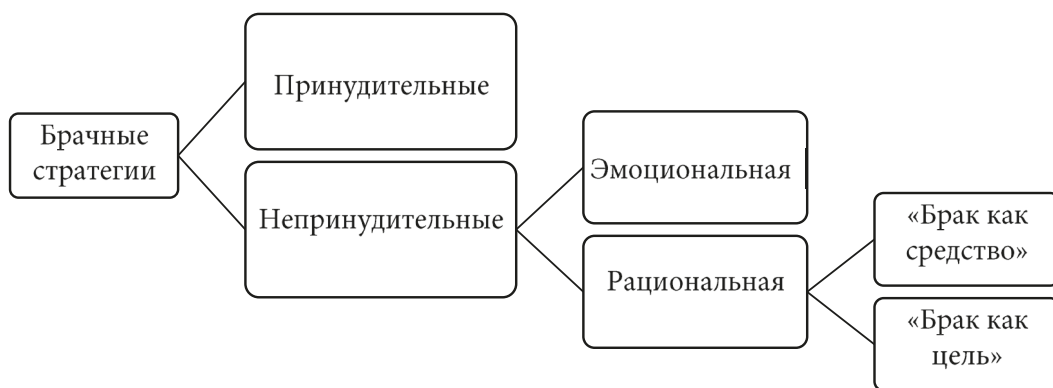 Брачные
стратегии
Принудительные
Непринудительные
Эмоциональная
Рациональная
«Брак как
средство»
«Брак как
цель»